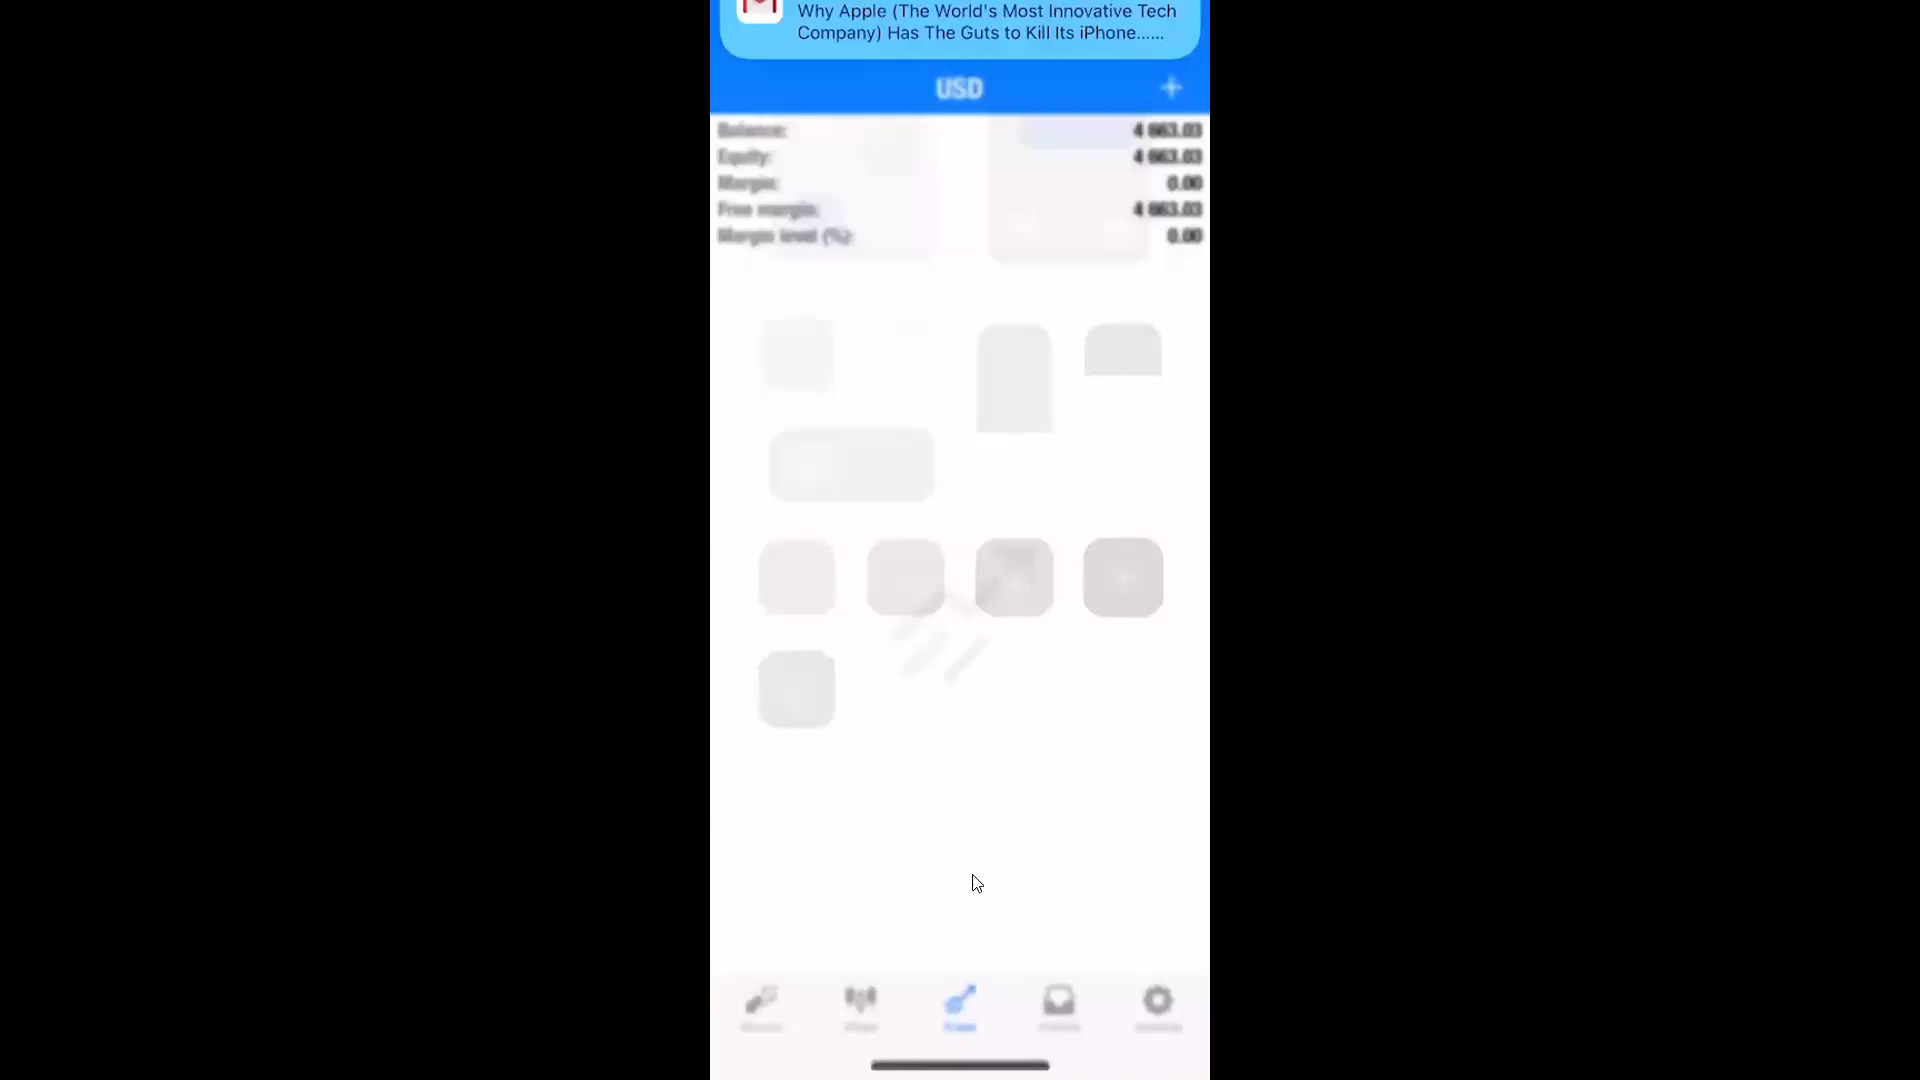 Why Apple (The World's Most Innovative Tech
Company) Has The Guts to Kill Its iPhone......
USD
Balance: 4 663.03
Equity: 4 663.03
Margin: 0.00
Free margin: 4 663.03
Margin level (%): 0.00
Trade